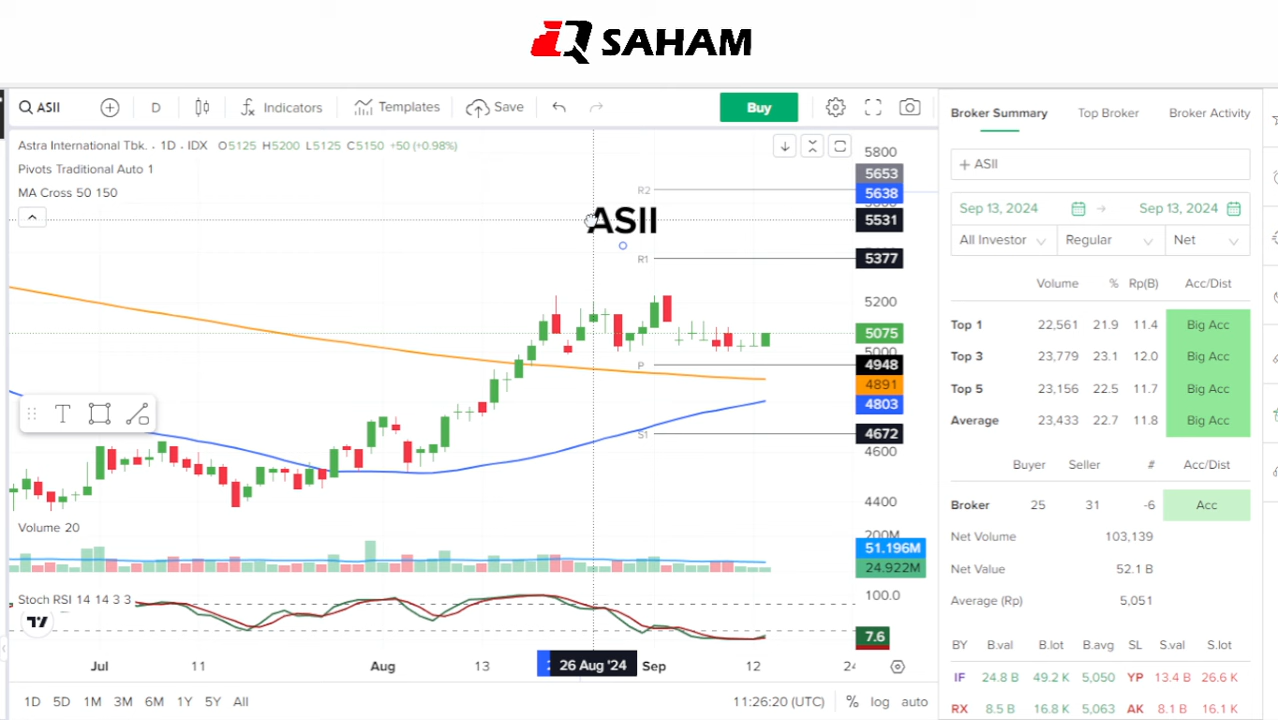 iQ SAHAM
ASII D Indicators Templates Save Buy
Astra International Tbk. · 1D · IDX O5125 H5200 L5125 C5150 +50 (+0.98%)
Pivots Traditional Auto 1
MA Cross 50 150
ASII
R2
R1
P
S1
5800
5653
5638
5531
5377
5200
5075
5000
4948
4891
4803
4672
4600
4400
T
Volume 20
200M
51.196M
24.922M
Stoch RSI 14 14 3 3
100.0
7.6
Jul 11 Aug 13 26 Aug '24 Sep 12 24
1D 5D 1M 3M 6M 1Y 5Y All 11:26:20 (UTC) % log auto
Broker Summary Top Broker Broker Activity
+ ASII
Sep 13, 2024 → Sep 13, 2024
All Investor Regular Net
Volume % Rp(B) Acc/Dist
Top 1 22,561 21.9 11.4 Big Acc
Top 3 23,779 23.1 12.0 Big Acc
Top 5 23,156 22.5 11.7 Big Acc
Average 23,433 22.7 11.8 Big Acc
Buyer Seller # Acc/Dist
Broker 25 31 -6 Acc
Net Volume 103,139
Net Value 52.1 B
Average (Rp) 5,051
BY B.val B.lot B.avg SL S.val S.lot
IF 24.8 B 49.2 K 5,050 YP 13.4 B 26.6 K
RX 8.5 B 16.8 K 5,063 AK 8.1 B 16.1 K